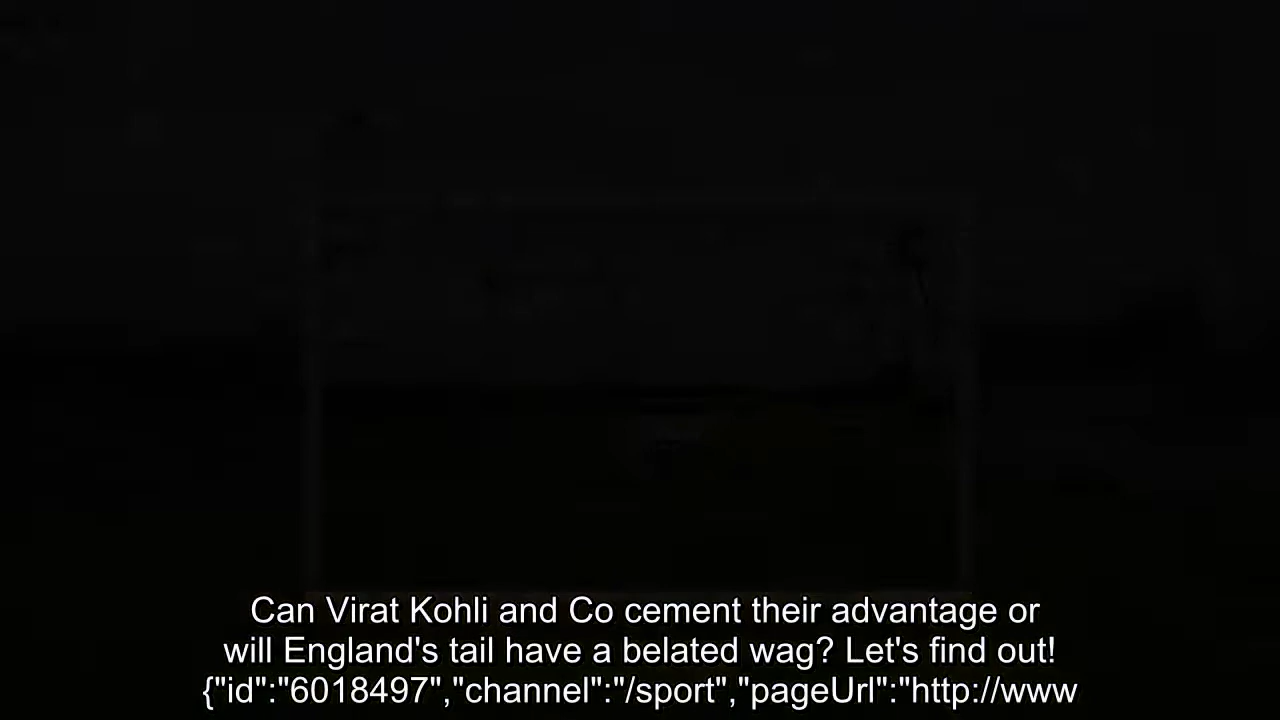 Can Virat Kohli and Co cement their advantage or
will England's tail have a belated wag? Let's find out!
{"id":"6018497","channel":"/sport","pageUrl":"http://www